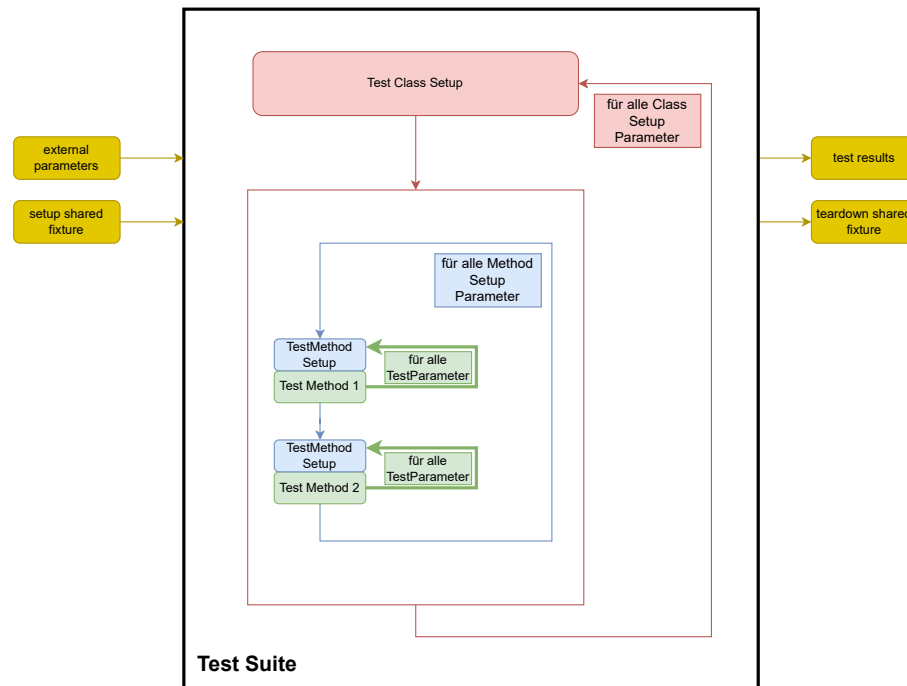 Test Class Setup
für alle Class
Setup
Parameter
external
parameters
test results
setup shared
fixture
teardown shared
fixture
für alle Method
Setup
Parameter
TestMethod
Setup
für alle
TestParameter
Test Method 1
TestMethod
Setup
für alle
TestParameter
Test Method 2
Test Suite